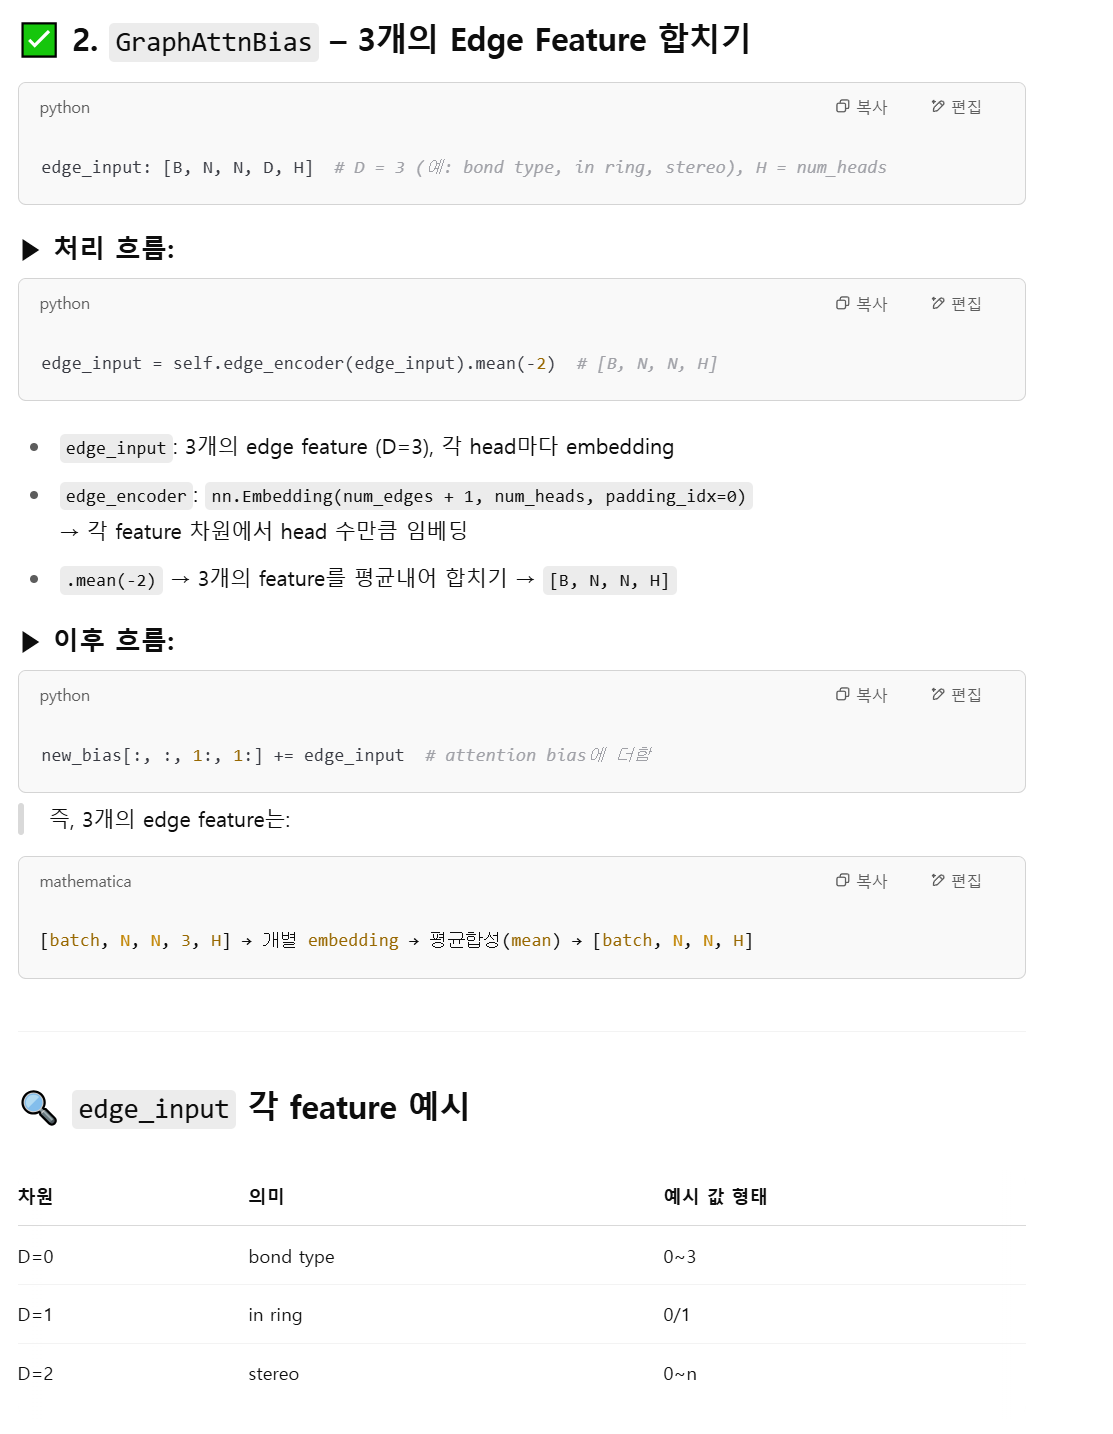 ✅ 2. GraphAttnBias – 3개의 Edge Feature 합치기
python 복사 편집
edge_input: [B, N, N, D, H]  # D = 3 (예: bond type, in ring, stereo), H = num_heads
▶ 처리 흐름:
python 복사 편집
edge_input = self.edge_encoder(edge_input).mean(-2)  # [B, N, N, H]
• edge_input: 3개의 edge feature (D=3), 각 head마다 embedding
• edge_encoder: nn.Embedding(num_edges + 1, num_heads, padding_idx=0)
→ 각 feature 차원에서 head 수만큼 임베딩
• .mean(-2) → 3개의 feature를 평균내어 합치기 → [B, N, N, H]
▶ 이후 흐름:
python 복사 편집
new_bias[:, :, 1:, 1:] += edge_input  # attention bias에 더함
즉, 3개의 edge feature는:
mathematica 복사 편집
[batch, N, N, 3, H] → 개별 embedding → 평균합성(mean) → [batch, N, N, H]
🔍 edge_input 각 feature 예시
차원 의미 예시 값 형태
D=0 bond type 0~3
D=1 in ring 0/1
D=2 stereo 0~n